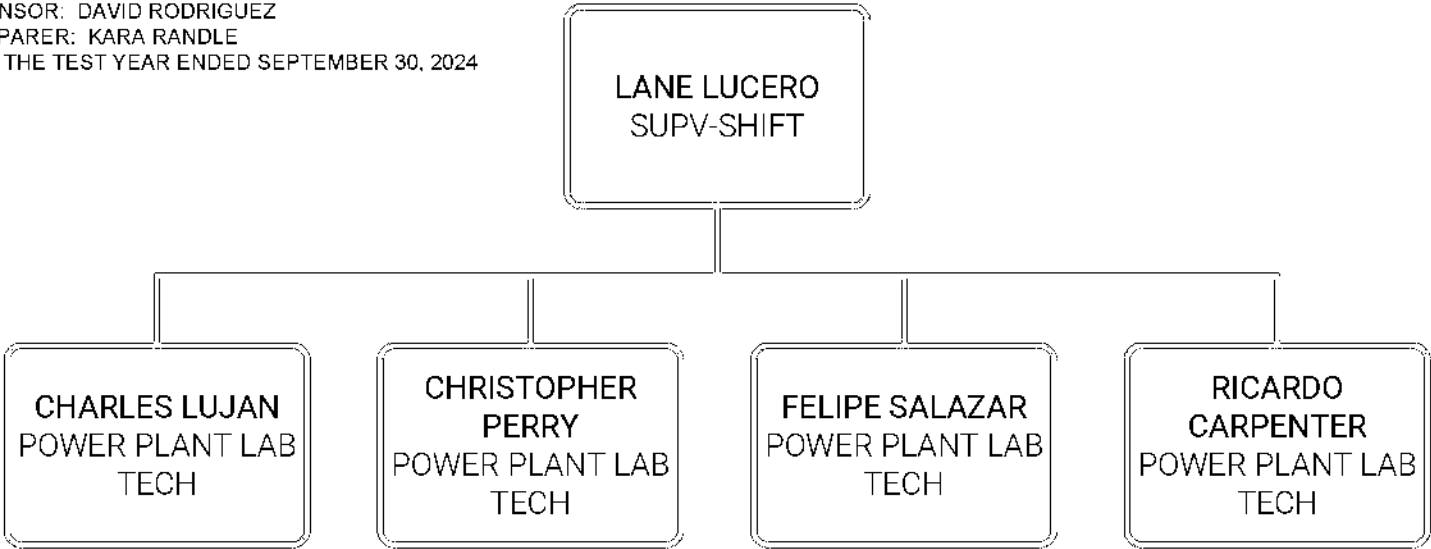 NSOR: DAVID RODRIGUEZ
PARER: KARA RANDLE
THE TEST YEAR ENDED SEPTEMBER 30, 2024
LANE LUCERO
SUPV-SHIFT
CHARLES LUJAN
POWER PLANT LAB
TECH
CHRISTOPHER
PERRY
POWER PLANT LAB
TECH
FELIPE SALAZAR
POWER PLANT LAB
TECH
RICARDO
CARPENTER
POWER PLANT LAB
TECH